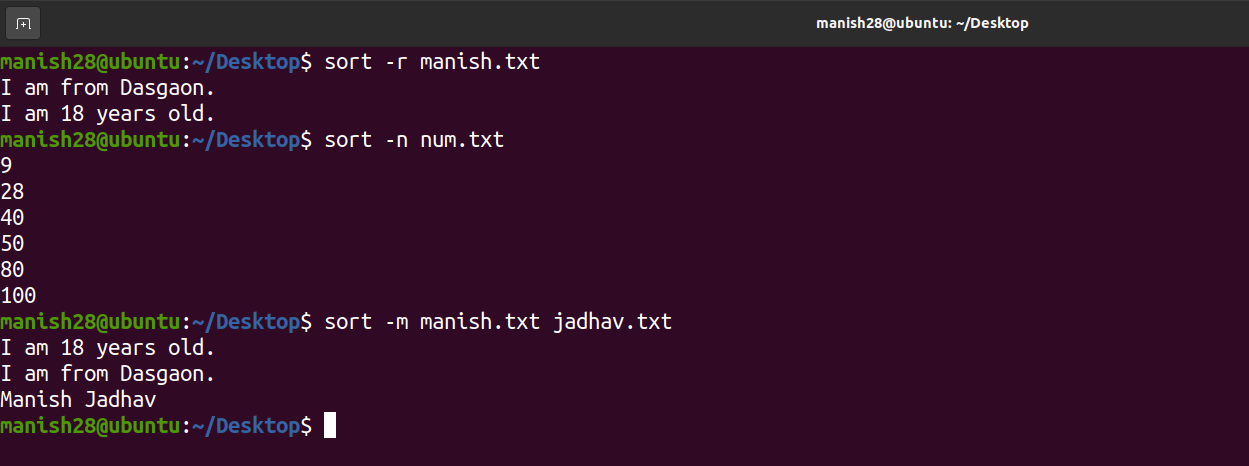 manish28@ubuntu: ~/Desktop
manish28@ubuntu:~/Desktop$ sort -r manish.txt
I am from Dasgaon.
I am 18 years old.
manish28@ubuntu:~/Desktop$ sort -n num.txt
9
28
40
50
80
100
manish28@ubuntu:~/Desktop$ sort -m manish.txt jadhav.txt
I am 18 years old.
I am from Dasgaon.
Manish Jadhav
manish28@ubuntu:~/Desktop$